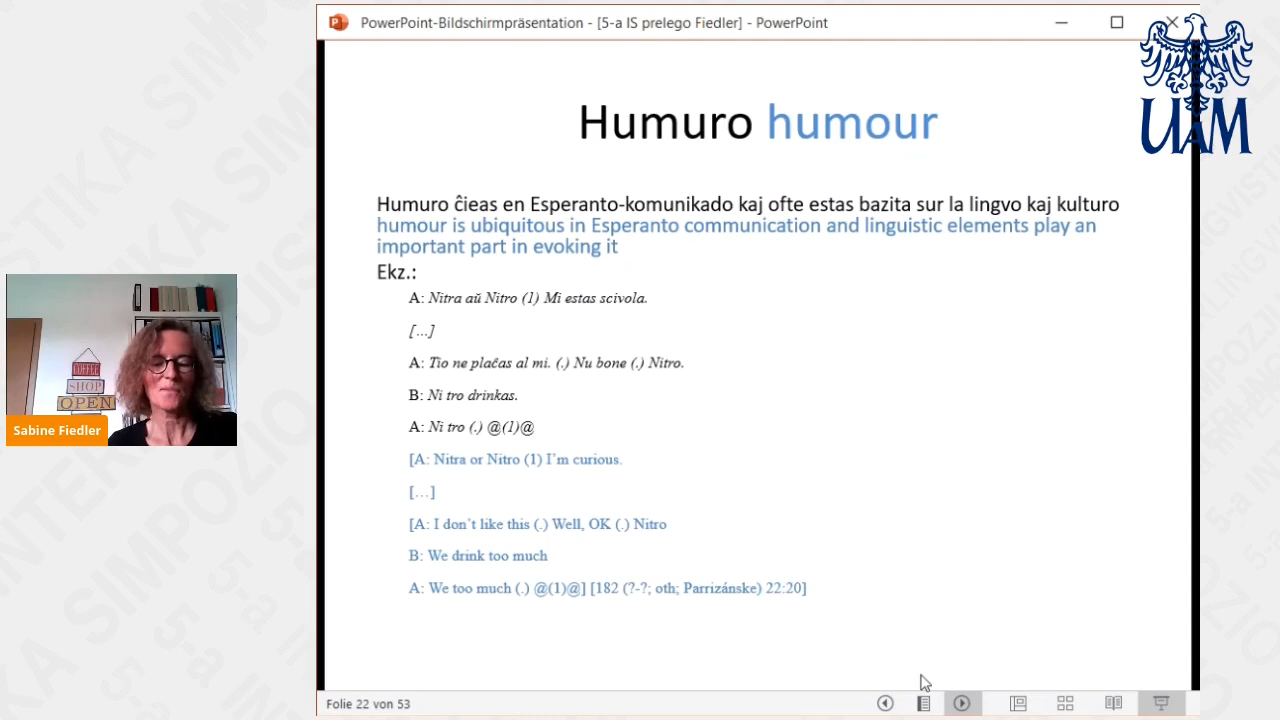 PowerPoint-Bildschirmpräsentation - [5-a IS prelego Fiedler] - PowerPoint
UAM
Humuro humour
Humuro ĉieas en Esperanto-komunikado kaj ofte estas bazita sur la lingvo kaj kulturo
humour is ubiquitous in Esperanto communication and linguistic elements play an
important part in evoking it
Ekz.:
A: Nitra aŭ Nitro (1) Mi estas scivola.
[…]
A: Tio ne plaĉas al mi. (.) Nu bone (.) Nitro.
B: Ni tro drinkas.
A: Ni tro (.) @(1)@
[A: Nitra or Nitro (1) I’m curious.
[…]
[A: I don’t like this (.) Well, OK (.) Nitro
B: We drink too much
A: We too much (.) @(1)@] [182 (?-?; oth; Parrizánske) 22:20]
COFFEE
SHOP
OPEN
Sabine Fiedler
Folie 22 von 53